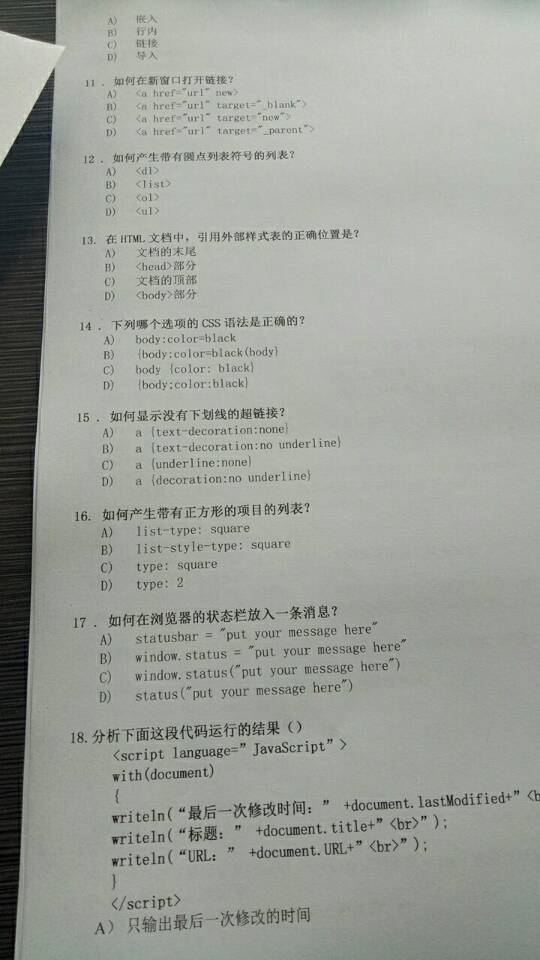 A) 嵌入
B) 行内
C) 链接
D) 导入
11 . 如何在新窗口打开链接？
A) <a href="url" new>
B) <a href="url" target="_blank">
C) <a href="url" target="new">
D) <a href="url" target="_parent">
12 . 如何产生带有圆点列表符号的列表？
A) <dl>
B) <list>
C) <ol>
D) <ul>
13. 在 HTML 文档中，引用外部样式表的正确位置是？
A) 文档的末尾
B) <head>部分
C) 文档的顶部
D) <body>部分
14 . 下列哪个选项的 CSS 语法是正确的？
A) body:color=black
B) {body;color=black(body}
C) body {color: black}
D) {body;color:black}
15 . 如何显示没有下划线的超链接？
A) a {text-decoration:none}
B) a {text-decoration:no underline}
C) a {underline:none}
D) a {decoration:no underline}
16. 如何产生带有正方形的项目的列表？
A) list-type: square
B) list-style-type: square
C) type: square
D) type: 2
17 . 如何在浏览器的状态栏放入一条消息？
A) statusbar = "put your message here"
B) window.status = "put your message here"
C) window.status("put your message here")
D) status("put your message here")
18. 分析下面这段代码运行的结果（）
<script language=”JavaScript”>
with(document)
{
writeln(“最后一次修改时间：” +document.lastModified+”<b
writeln(“标题：” +document.title+”<br>”);
writeln(“URL：” +document.URL+”<br>”);
}
</script>
A） 只输出最后一次修改的时间